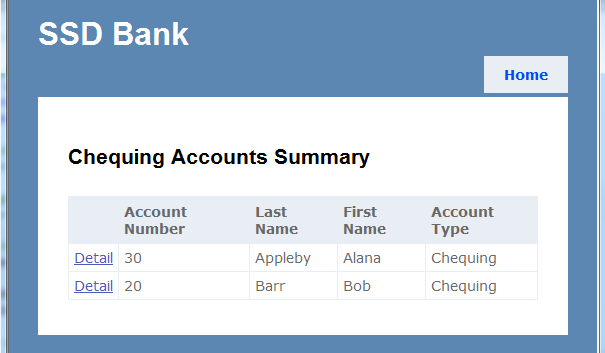 SSD Bank
Home
Chequing Accounts Summary
Account Number Last Name First Name Account Type
Detail 30 Appleby Alana Chequing
Detail 20 Barr Bob Chequing